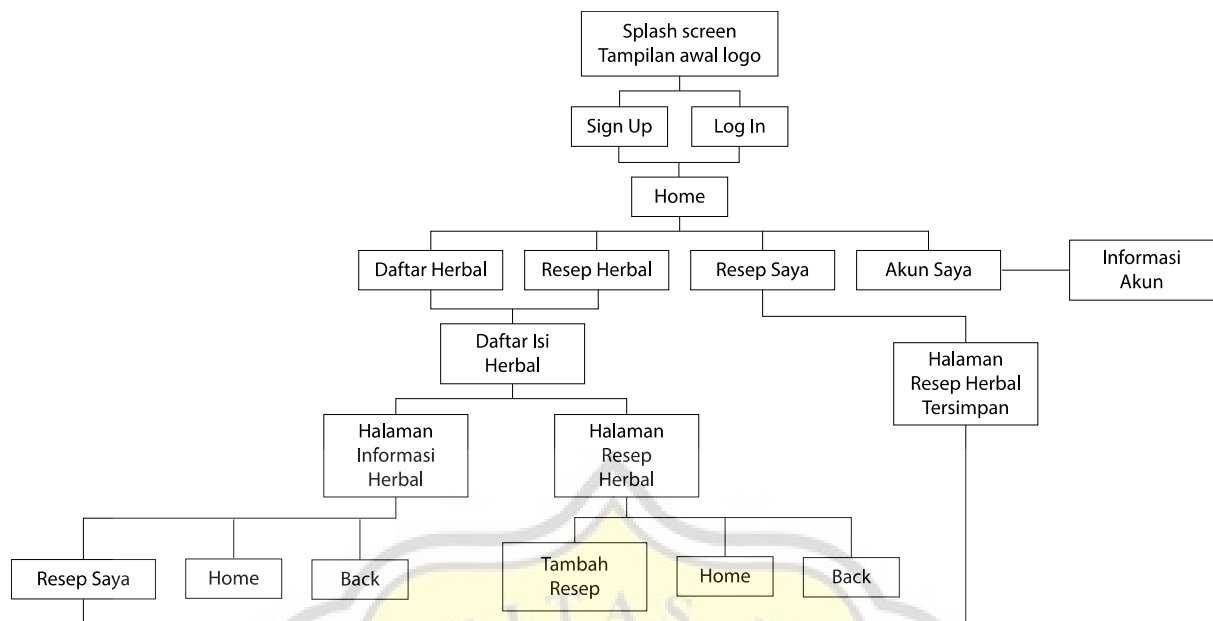 Splash screen
Tampilan awal logo
Sign Up
Log In
Home
Daftar Herbal
Resep Herbal
Resep Saya
Akun Saya
Informasi
Akun
Daftar Isi
Herbal
Halaman
Resep Herbal
Tersimpan
Halaman
Informasi
Herbal
Halaman
Resep
Herbal
Resep Saya
Home
Back
Tambah
Resep
Home
Back